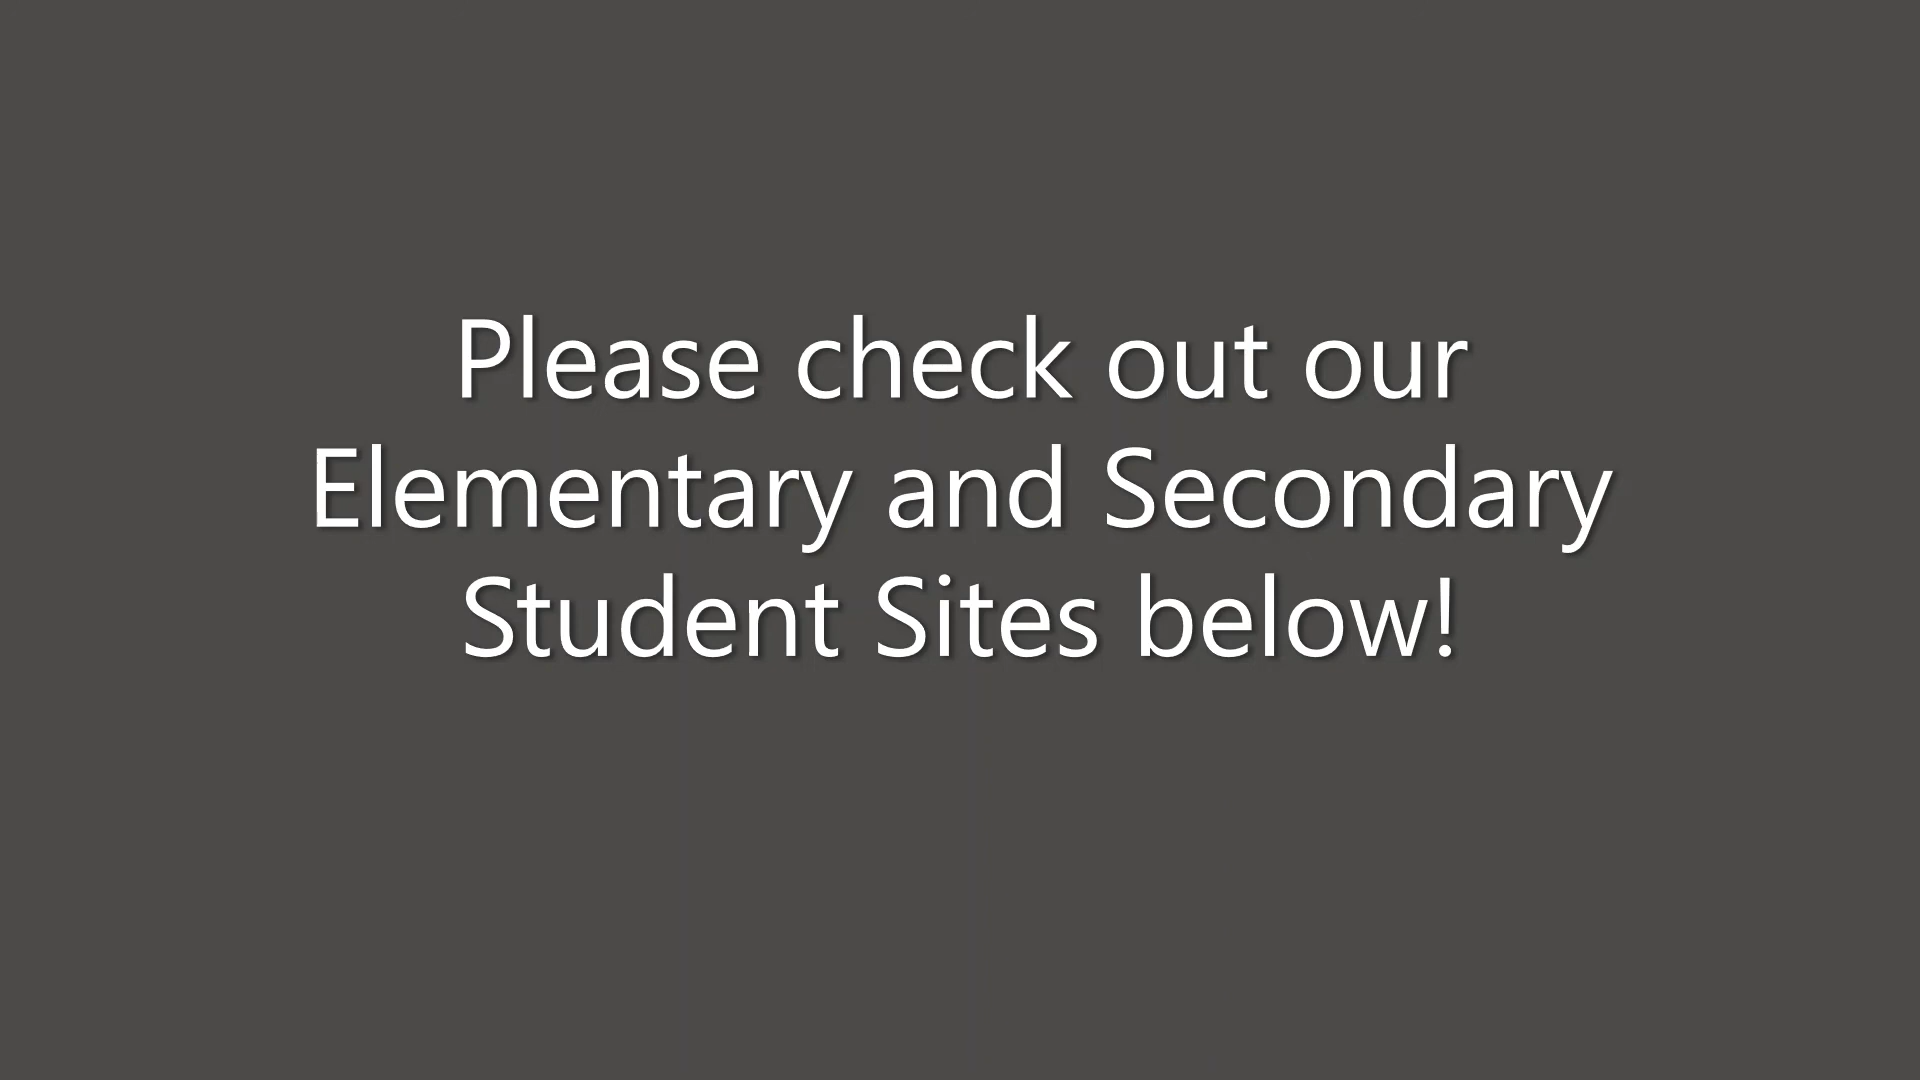 Please check out our
Elementary and Secondary
Student Sites below!